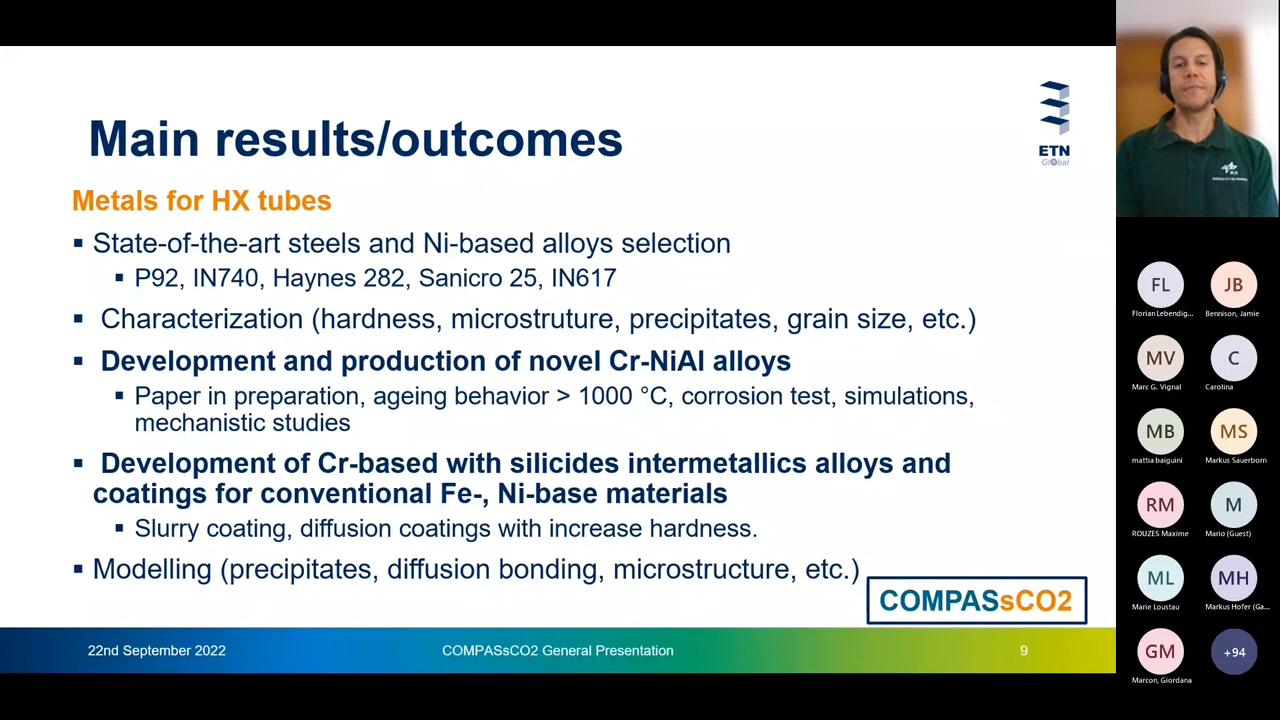 Main results/outcomes
ETN
Global
Metals for HX tubes
▪ State-of-the-art steels and Ni-based alloys selection
▪ P92, IN740, Haynes 282, Sanicro 25, IN617
▪ Characterization (hardness, microstruture, precipitates, grain size, etc.)
▪ Development and production of novel Cr-NiAl alloys
▪ Paper in preparation, ageing behavior > 1000 °C, corrosion test, simulations,
mechanistic studies
▪ Development of Cr-based with silicides intermetallics alloys and
coatings for conventional Fe-, Ni-base materials
▪ Slurry coating, diffusion coatings with increase hardness.
▪ Modelling (precipitates, diffusion bonding, microstructure, etc.)
COMPASsCO2
22nd September 2022
COMPASsCO2 General Presentation
9
DLR
FL
JB
Florian Lebendig...
Bennison, Jamie
MV
C
Marc G. Vignal
Carolina
MB
MS
mattia baiguini
Markus Sauerborn
RM
M
ROUZES Maxime
Mario (Guest)
ML
MH
Marie Loustau
Markus Hofer (Ga...
GM
+94
Marcon, Giordana